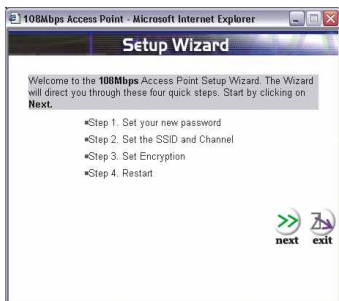 108Mbps Access Point - Microsoft Internet Explorer
Setup Wizard
Welcome to the 108Mbps Access Point Setup Wizard. The Wizard
will direct you through these four quick steps. Start by clicking on
Next.
Step 1. Set your new password
Step 2. Set the SSID and Channel
Step 3. Set Encryption
Step 4. Restart
next exit